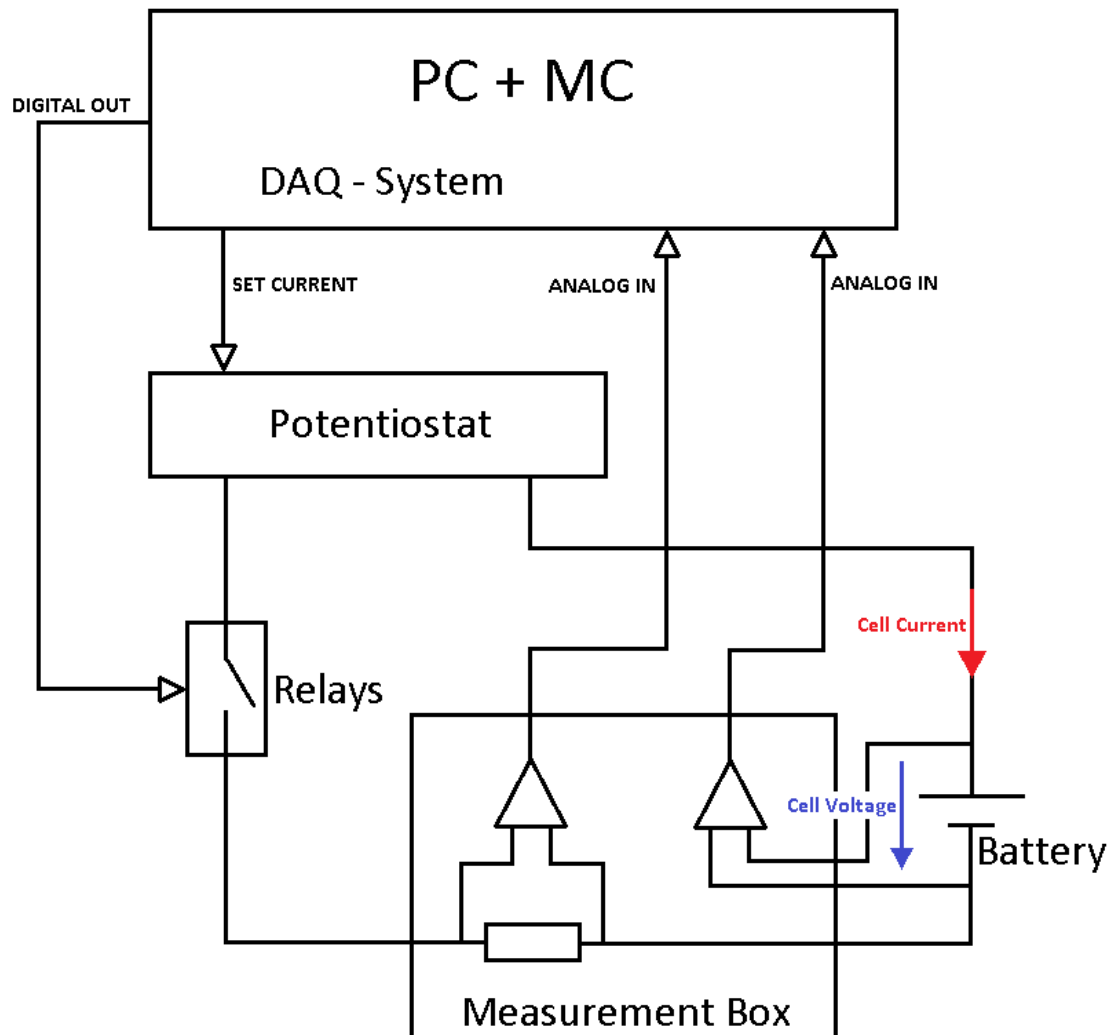 PC + MC
DIGITAL OUT
DAQ - System
SET CURRENT
ANALOG IN
ANALOG IN
Potentiostat
Cell Current
Relays
Cell Voltage
Battery
Measurement Box